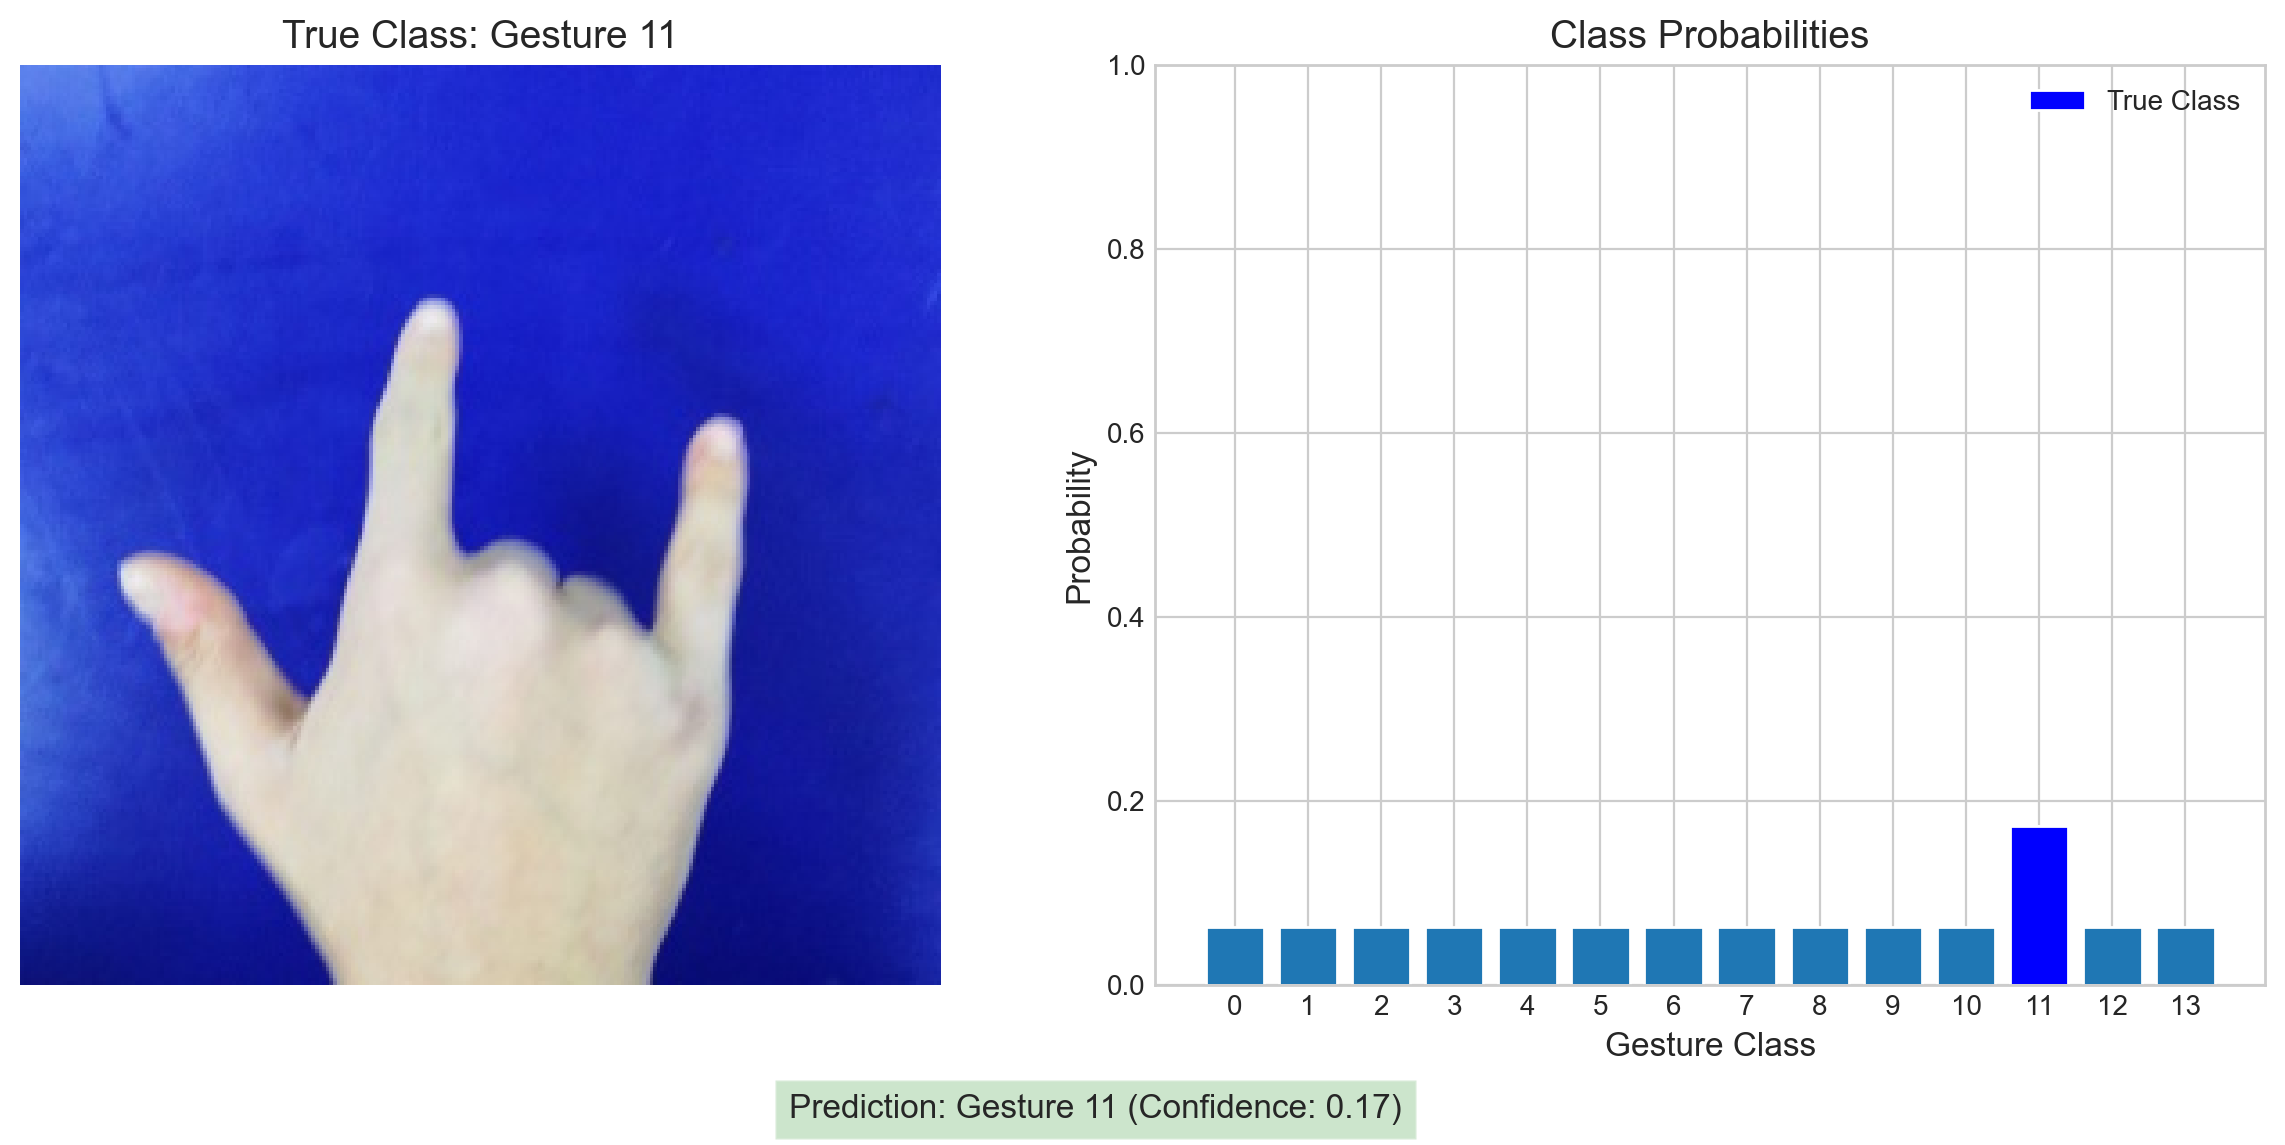 True Class: Gesture 11
Class Probabilities
1.0
0.8
0.6
0.4
0.2
0.0
Probability
True Class
0 1 2 3 4 5 6 7 8 9 10 11 12 13
Gesture Class
Prediction: Gesture 11 (Confidence: 0.17)